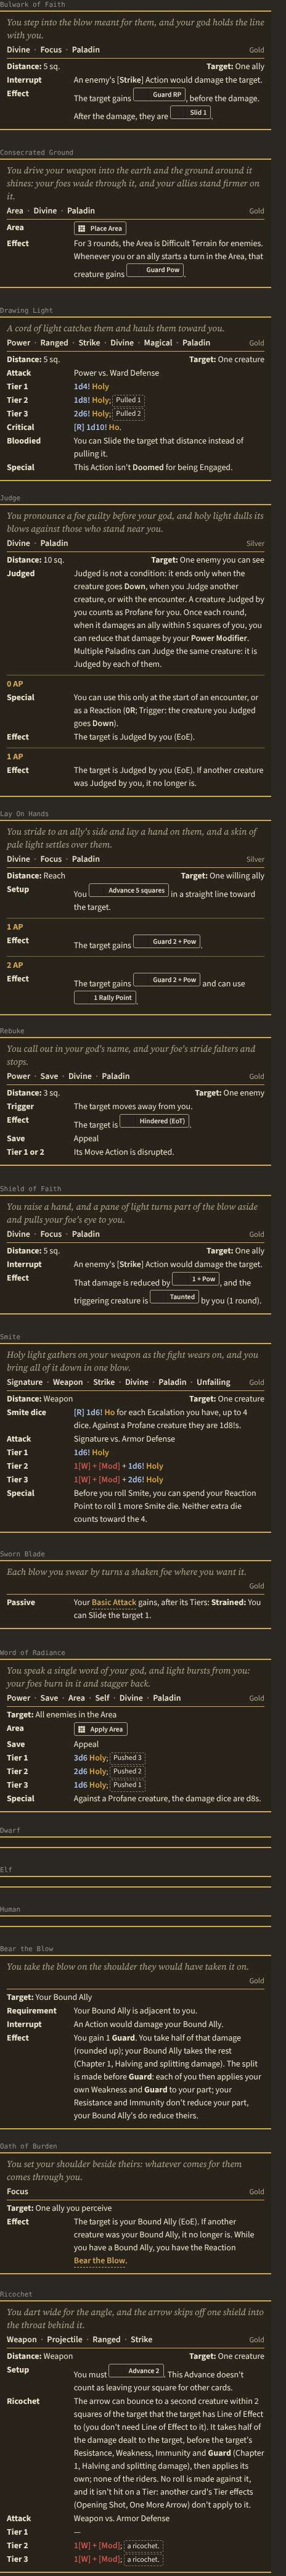 Bulwark of Faith
You step into the blow meant for them, and your god holds the line
with you.
Divine · Focus · Paladin Gold
Distance: 5 sq. Target: One ally
Interrupt An enemy's [Strike] Action would damage the target.
Effect The target gains Guard RP, before the damage.
After the damage, they are Slid 1.
Consecrated Ground
You drive your weapon into the earth and the ground around it
shines: your foes wade through it, and your allies stand firmer on
it.
Area · Divine · Paladin Gold
Area Place Area
Effect For 3 rounds, the Area is Difficult Terrain for enemies.
Whenever you or an ally starts a turn in the Area, that
creature gains Guard Pow.
Drawing Light
A cord of light catches them and hauls them toward you.
Power · Ranged · Strike · Divine · Magical · Paladin Gold
Distance: 5 sq. Target: One creature
Attack Power vs. Ward Defense
Tier 1 1d4! Holy
Tier 2 1d8! Holy; Pulled 1
Tier 3 2d6! Holy; Pulled 2
Critical [R] 1d10! Ho.
Bloodied You can Slide the target that distance instead of
pulling it.
Special This Action isn't Doomed for being Engaged.
Judge
You pronounce a foe guilty before your god, and holy light dulls its
blows against those who stand near you.
Divine · Paladin Silver
Distance: 10 sq. Target: One enemy you can see
Judged Judged is not a condition: it ends only when the
creature goes Down, when you Judge another
creature, or with the encounter. A creature Judged by
you counts as Profane for you. Once each round,
when it damages an ally within 5 squares of you, you
can reduce that damage by your Power Modifier.
Multiple Paladins can Judge the same creature: it is
Judged by each of them.
0 AP
Special You can use this only at the start of an encounter, or
as a Reaction (0R; Trigger: the creature you Judged
goes Down).
Effect The target is Judged by you (EoE).
1 AP
Effect The target is Judged by you (EoE). If another creature
was Judged by you, it no longer is.
Lay On Hands
You stride to an ally's side and lay a hand on them, and a skin of
pale light settles over them.
Divine · Focus · Paladin Silver
Distance: Reach Target: One willing ally
Setup You Advance 5 squares in a straight line toward
the target.
1 AP
Effect The target gains Guard 2 + Pow.
2 AP
Effect The target gains Guard 2 + Pow and can use
1 Rally Point.
Rebuke
You call out in your god's name, and your foe's stride falters and
stops.
Power · Save · Divine · Paladin Gold
Distance: 3 sq. Target: One enemy
Trigger The target moves away from you.
Effect The target is Hindered (EoT).
Save Appeal
Tier 1 or 2 Its Move Action is disrupted.
Shield of Faith
You raise a hand, and a pane of light turns part of the blow aside
and pulls your foe's eye to you.
Divine · Focus · Paladin Gold
Distance: 5 sq. Target: One ally
Interrupt An enemy's [Strike] Action would damage the target.
Effect That damage is reduced by 1 + Pow, and the
triggering creature is Taunted by you (1 round).
Smite
Holy light gathers on your weapon as the fight wears on, and you
bring all of it down in one blow.
Signature · Weapon · Strike · Divine · Paladin · Unfailing Gold
Distance: Weapon Target: One creature
Smite dice [R] 1d6! Ho for each Escalation you have, up to 4
dice. Against a Profane creature they are 1d8!s.
Attack Signature vs. Armor Defense
Tier 1 1d6! Holy
Tier 2 1[W] + [Mod] + 1d6! Holy
Tier 3 1[W] + [Mod] + 2d6! Holy
Special Before you roll Smite, you can spend your Reaction
Point to roll 1 more Smite die. Neither extra die
counts toward the 4.
Sworn Blade
Each blow you swear by turns a shaken foe where you want it.
Gold
Passive Your Basic Attack gains, after its Tiers: Strained: You
can Slide the target 1.
Word of Radiance
You speak a single word of your god, and light bursts from you:
your foes burn in it and stagger back.
Power · Save · Area · Self · Divine · Paladin Gold
Target: All enemies in the Area
Area Apply Area
Save Appeal
Tier 1 3d6 Holy; Pushed 3
Tier 2 2d6 Holy; Pushed 2
Tier 3 1d6 Holy; Pushed 1
Special Against a Profane creature, the damage dice are d8s.
Dwarf
Elf
Human
Bear the Blow
You take the blow on the shoulder they would have taken it on.
Gold
Target: Your Bound Ally
Requirement Your Bound Ally is adjacent to you.
Interrupt An Action would damage your Bound Ally.
Effect You gain 1 Guard. You take half of that damage
(rounded up); your Bound Ally takes the rest
(Chapter 1, Halving and splitting damage). The split
is made before Guard: each of you then applies your
own Weakness and Guard to your part; your
Resistance and Immunity don't reduce your part,
your Bound Ally's do reduce theirs.
Oath of Burden
You set your shoulder beside theirs: whatever comes for them
comes through you.
Focus Gold
Target: One ally you perceive
Effect The target is your Bound Ally (EoE). If another
creature was your Bound Ally, it no longer is. While
you have a Bound Ally, you have the Reaction
Bear the Blow.
Ricochet
You dart wide for the angle, and the arrow skips off one shield into
the throat behind it.
Weapon · Projectile · Ranged · Strike Gold
Distance: Weapon Target: One creature
Setup You must Advance 2. This Advance doesn't
count as leaving your square for other cards.
Ricochet The arrow can bounce to a second creature within 2
squares of the target that the target has Line of Effect
to (you don't need Line of Effect to it). It takes half of
the damage dealt to the target, before the target's
Resistance, Weakness, Immunity and Guard (Chapter
1, Halving and splitting damage), then applies its
own; none of the riders. No roll is made against it,
and it isn't hit on a Tier: another card's Tier effects
(Opening Shot, One More Arrow) don't apply to it.
Attack Weapon vs. Armor Defense
Tier 1 —
Tier 2 1[W] + [Mod]; a ricochet.
Tier 3 1[W] + [Mod]; a ricochet.